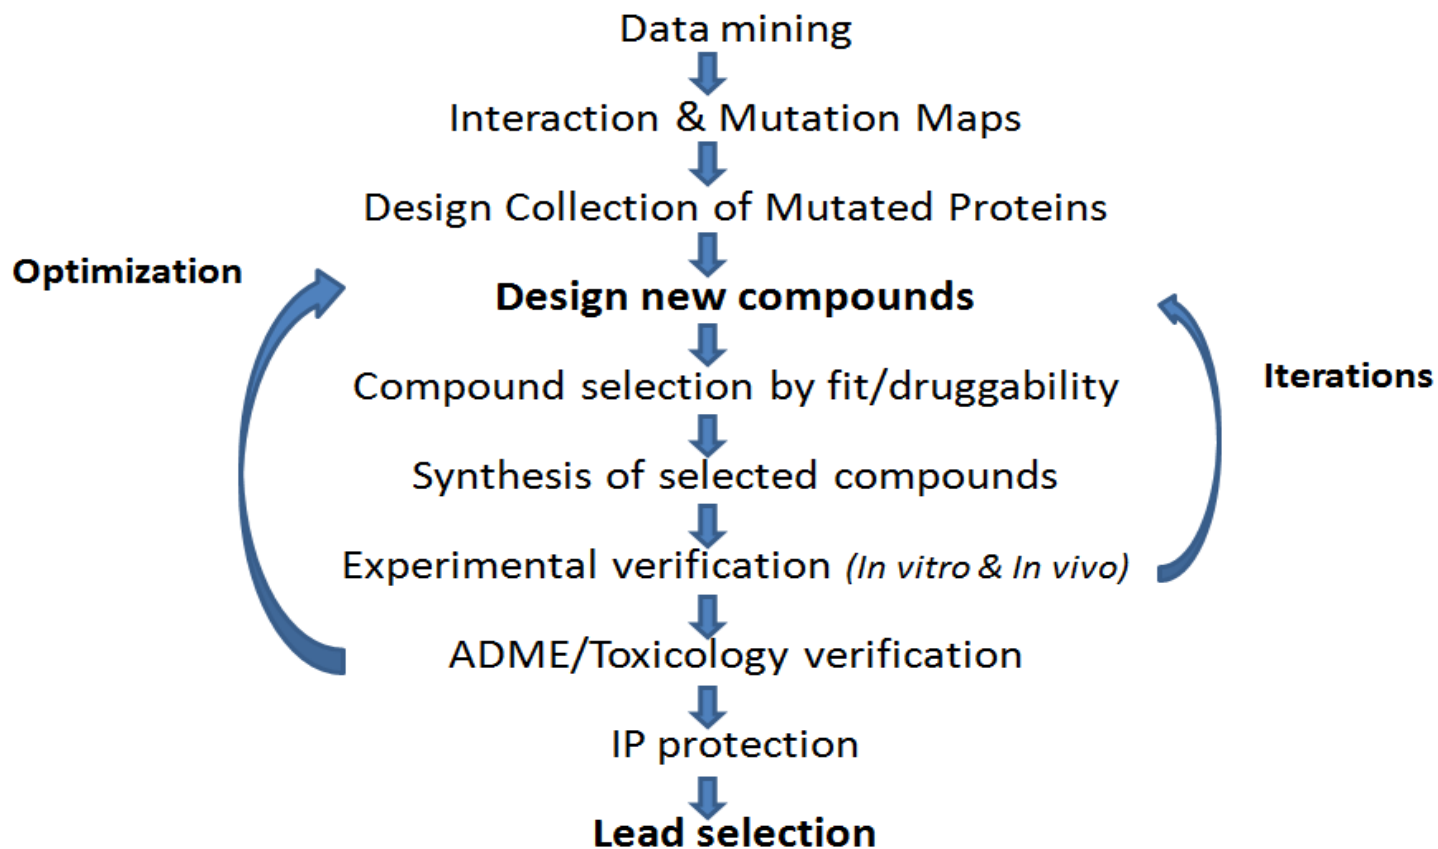 Data mining
Interaction & Mutation Maps
Design Collection of Mutated Proteins
Optimization
Design new compounds
Compound selection by fit/druggability
Iterations
Synthesis of selected compounds
Experimental verification (In vitro & In vivo)
ADME/Toxicology verification
IP protection
Lead selection